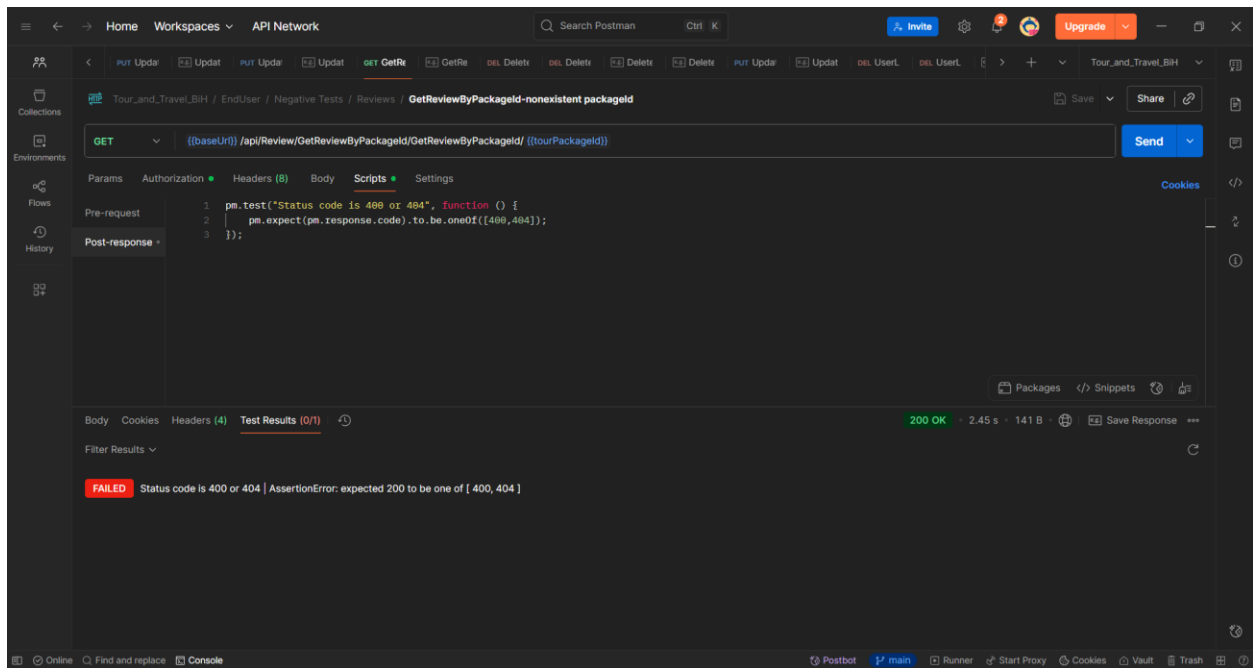 Home Workspaces API Network Search Postman Ctrl K Invite 2 Upgrade
PUT Updat Updat PUT Updat Updat GET GetRe GetRe DEL Delete DEL Delete Delete Delete PUT Updat Updat DEL UserL DEL UserL Tour_and_Travel_BiH
Collections
Environments
Flows
History
HTTP Tour_and_Travel_BiH / EndUser / Negative Tests / Reviews / GetReviewByPackageId-nonexistent packageId Save Share
GET {{baseUrl}} /api/Review/GetReviewByPackageId/GetReviewByPackageId/ {{tourPackageId}} Send
Params Authorization Headers (8) Body Scripts Settings Cookies
Pre-request
Post-response
1 pm.test("Status code is 400 or 404", function () {
2 pm.expect(pm.response.code).to.be.oneOf([400,404]);
3 });
Packages </> Snippets
Body Cookies Headers (4) Test Results (0/1) 200 OK 2.45 s 141 B e.g. Save Response
Filter Results
FAILED Status code is 400 or 404 | AssertionError: expected 200 to be one of [ 400, 404 ]
Online Find and replace Console Postbot main Runner Start Proxy Cookies Vault Trash